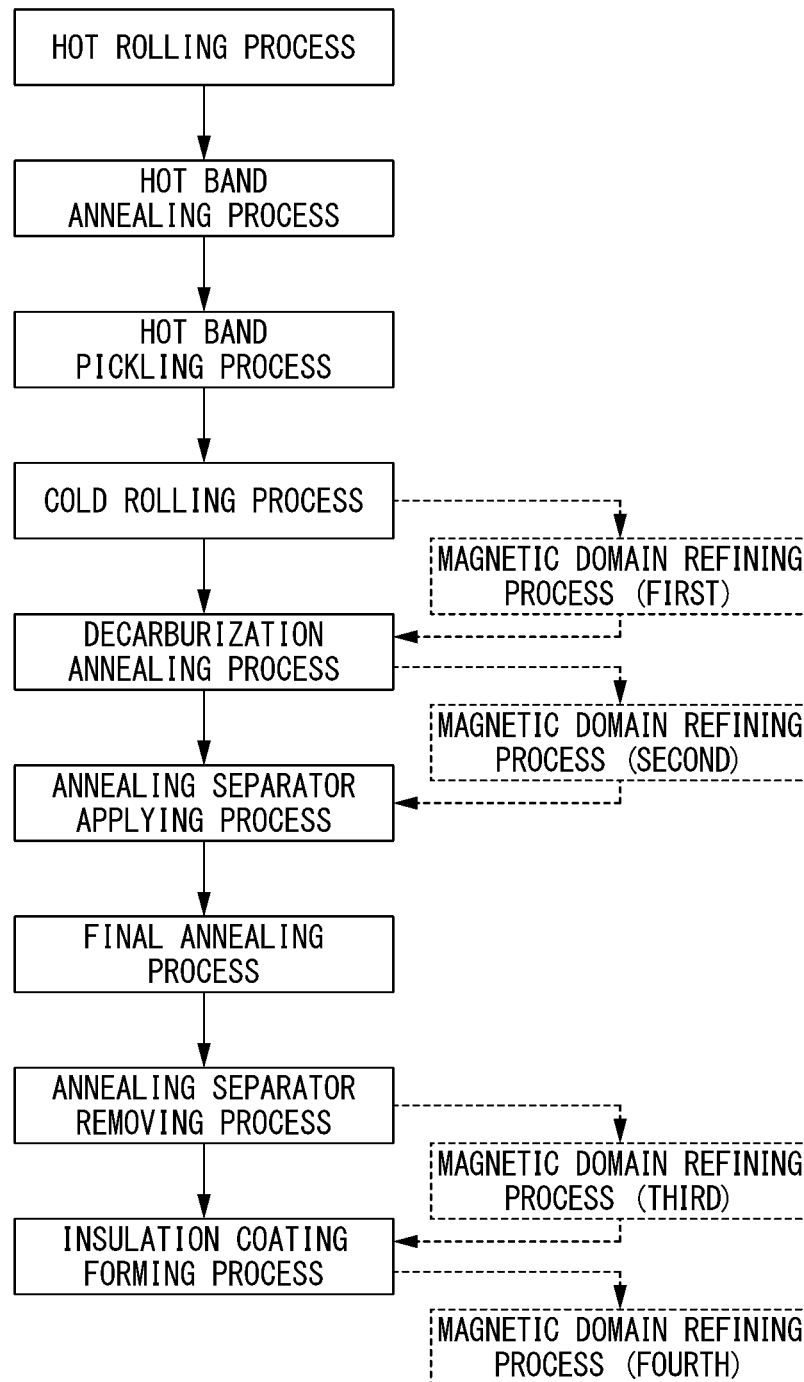 HOT ROLLING PROCESS
HOT BAND
ANNEALING PROCESS
HOT BAND
PICKLING PROCESS
COLD ROLLING PROCESS
MAGNETIC DOMAIN REFINING
PROCESS (FIRST)
DECARBURIZATION
ANNEALING PROCESS
MAGNETIC DOMAIN REFINING
PROCESS (SECOND)
ANNEALING SEPARATOR
APPLYING PROCESS
FINAL ANNEALING
PROCESS
ANNEALING SEPARATOR
REMOVING PROCESS
MAGNETIC DOMAIN REFINING
PROCESS (THIRD)
INSULATION COATING
FORMING PROCESS
MAGNETIC DOMAIN REFINING
PROCESS (FOURTH)